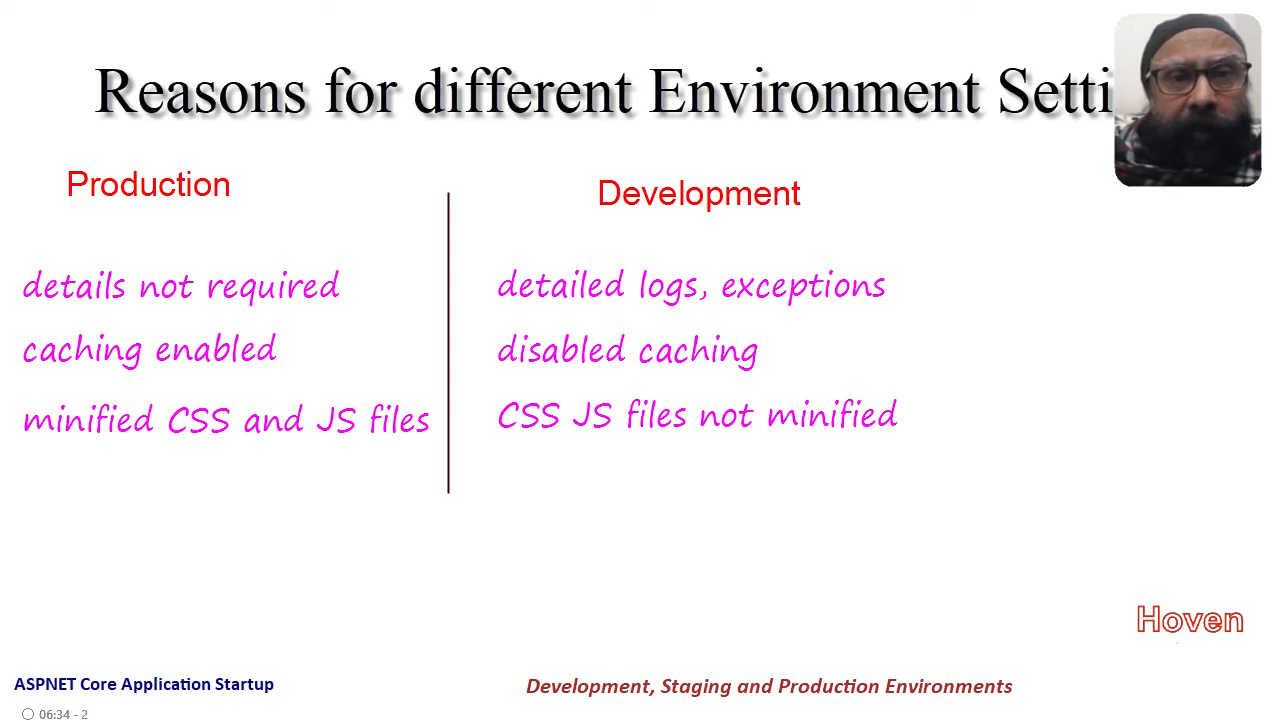 Reasons for different Environment Setti
Production
Development
details not required
detailed logs, exceptions
caching enabled
disabled caching
minified CSS and JS files
CSS JS files not minified
Hoven
ASPNET Core Application Startup
Development, Staging and Production Environments
06:34 - 2